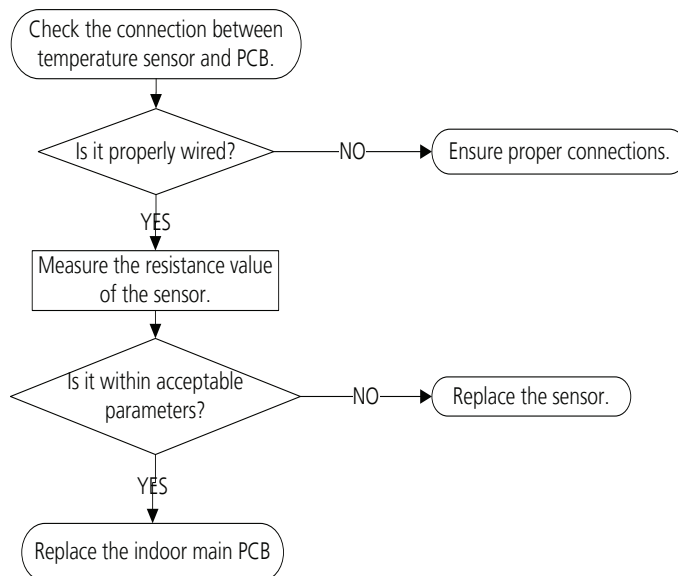 Check the connection between
temperature sensor and PCB.
Is it properly wired?
NO
Ensure proper connections.
YES
Measure the resistance value
of the sensor.
Is it within acceptable
parameters?
NO
Replace the sensor.
YES
Replace the indoor main PCB